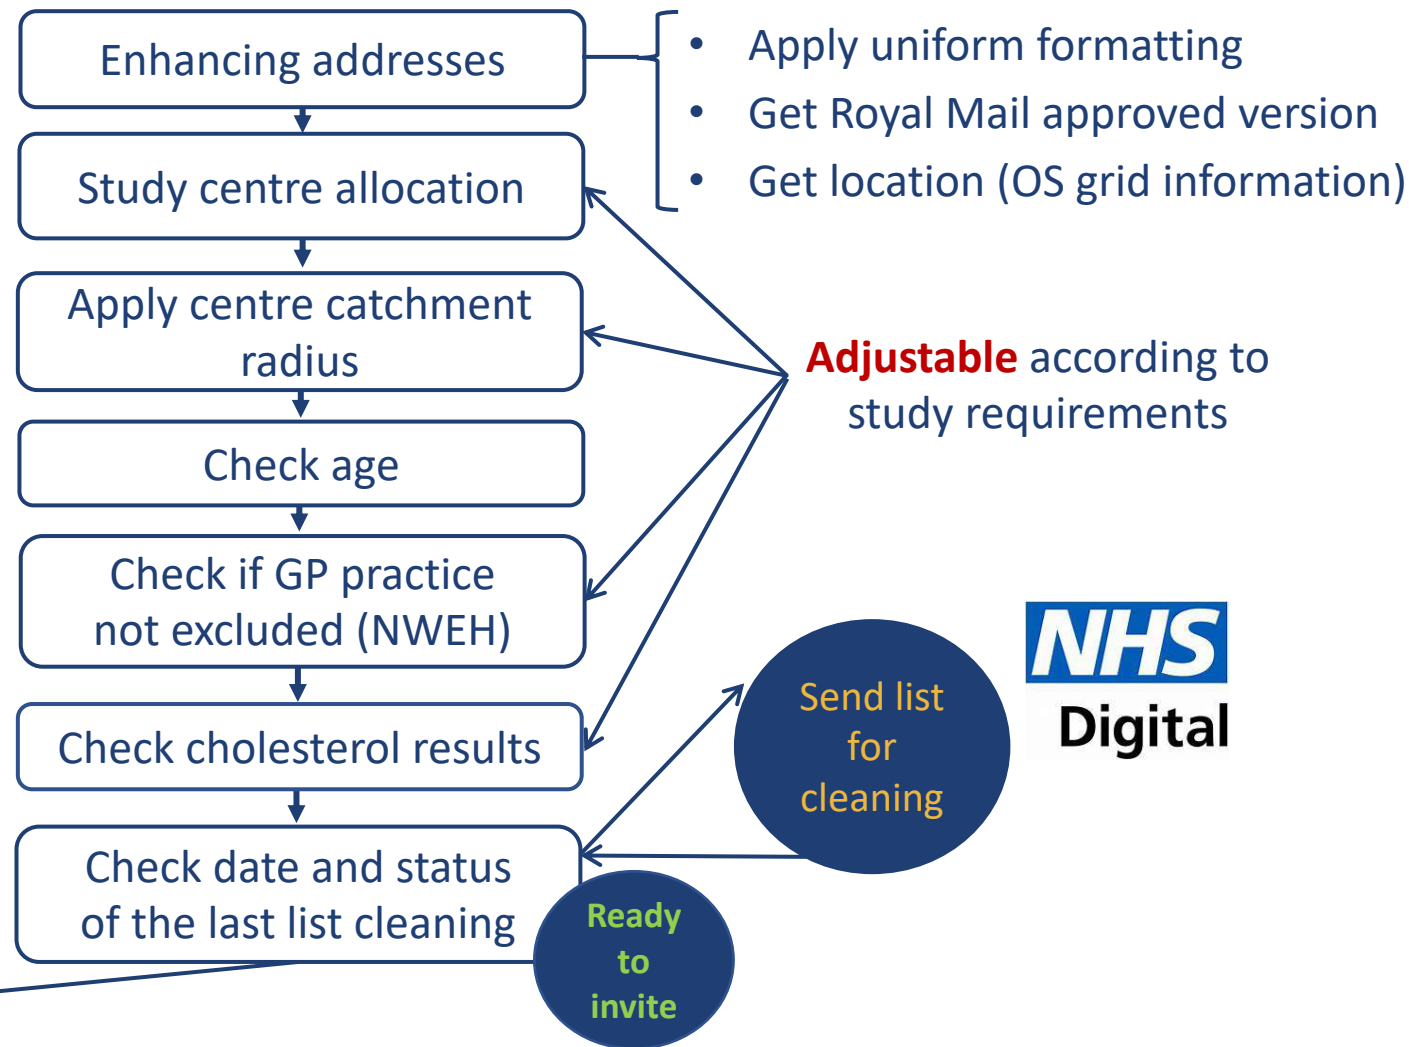 Enhancing addresses
• Apply uniform formatting
• Get Royal Mail approved version
• Get location (OS grid information)
Study centre allocation
Apply centre catchment
radius
Adjustable according to
study requirements
Check age
Check if GP practice
not excluded (NWEH)
Check cholesterol results
Send list
for
cleaning
NHS
Digital
Check date and status
of the last list cleaning
Ready
to
invite